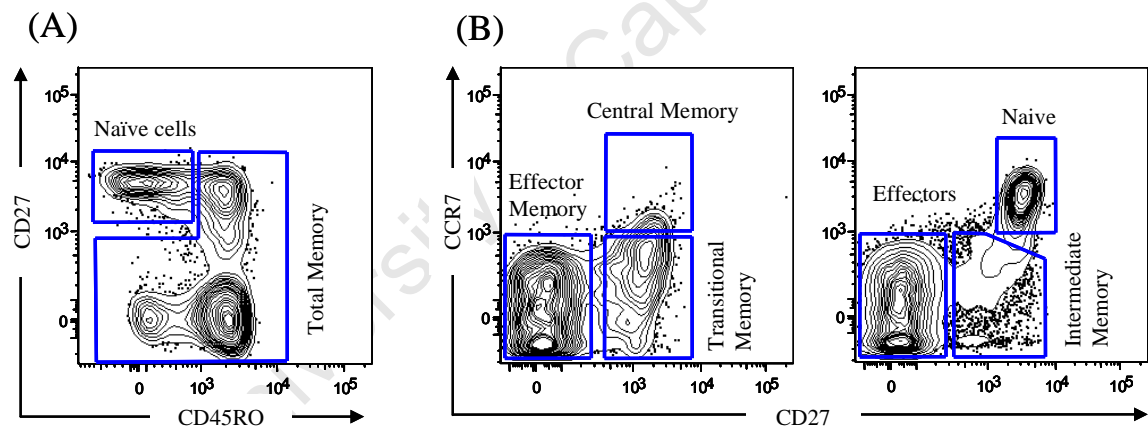 (A)
(B)
10⁵
10⁴
10³
0
CD27
Naïve cells
Total Memory
0
10³
10⁴
10⁵
CD45RO
10⁵
10⁴
10³
0
CCR7
Central Memory
Effector
Memory
Transitional
Memory
0
10³
10⁴
10⁵
10⁵
10⁴
10³
0
Naive
Effectors
Intermediate
Memory
0
10³
10⁴
10⁵
CD27